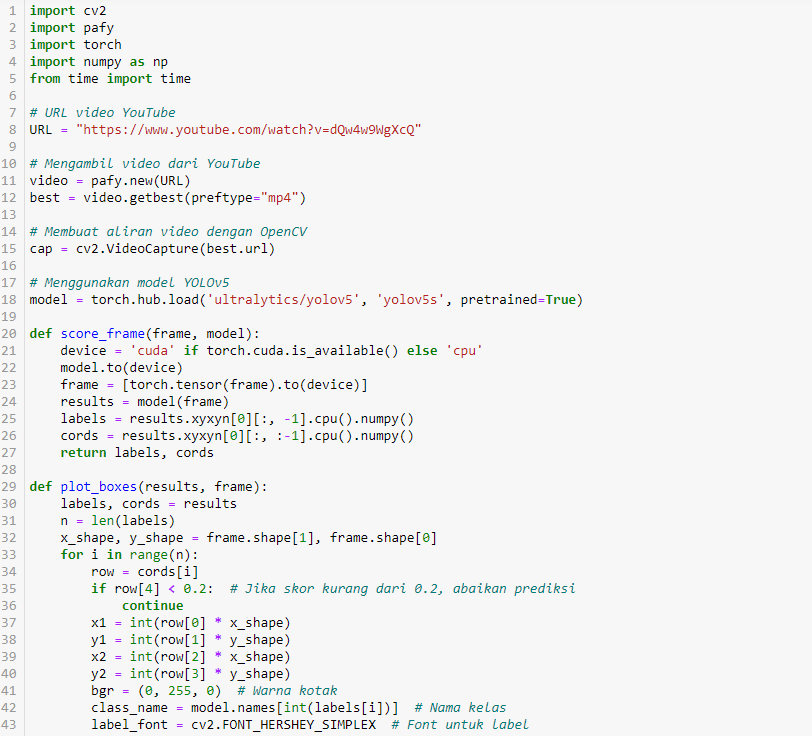 1 import cv2
2 import pafy
3 import torch
4 import numpy as np
5 from time import time
6
7 # URL video YouTube
8 URL = "https://www.youtube.com/watch?v=dQw4w9WgXcQ"
9
10 # Mengambil video dari YouTube
11 video = pafy.new(URL)
12 best = video.getbest(preftype="mp4")
13
14 # Membuat aliran video dengan OpenCV
15 cap = cv2.VideoCapture(best.url)
16
17 # Menggunakan model YOLOv5
18 model = torch.hub.load('ultralytics/yolov5', 'yolov5s', pretrained=True)
19
20 def score_frame(frame, model):
21     device = 'cuda' if torch.cuda.is_available() else 'cpu'
22     model.to(device)
23     frame = [torch.tensor(frame).to(device)]
24     results = model(frame)
25     labels = results.xyxyn[0][:, -1].cpu().numpy()
26     cords = results.xyxyn[0][:, :-1].cpu().numpy()
27     return labels, cords
28
29 def plot_boxes(results, frame):
30     labels, cords = results
31     n = len(labels)
32     x_shape, y_shape = frame.shape[1], frame.shape[0]
33     for i in range(n):
34         row = cords[i]
35         if row[4] < 0.2:  # Jika skor kurang dari 0.2, abaikan prediksi
36             continue
37         x1 = int(row[0] * x_shape)
38         y1 = int(row[1] * y_shape)
39         x2 = int(row[2] * x_shape)
40         y2 = int(row[3] * y_shape)
41         bgr = (0, 255, 0)  # Warna kotak
42         class_name = model.names[int(labels[i])]  # Nama kelas
43         label_font = cv2.FONT_HERSHEY_SIMPLEX  # Font untuk label